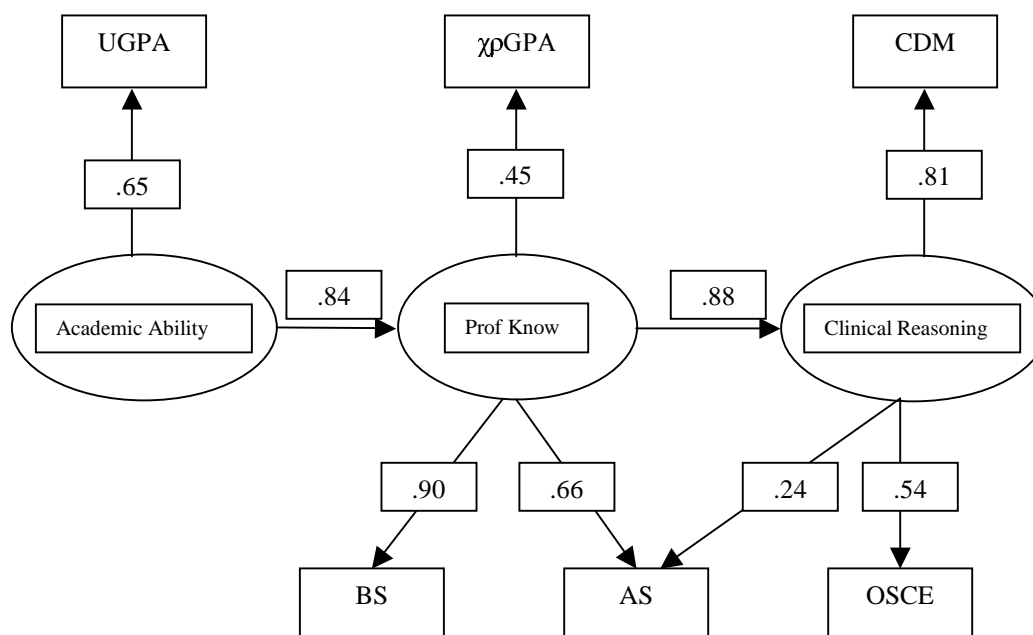 UGPA
χρGPA
CDM
.65
.45
.81
.84
.88
Academic Ability
Prof Know
Clinical Reasoning
.90
.66
.24
.54
BS
AS
OSCE